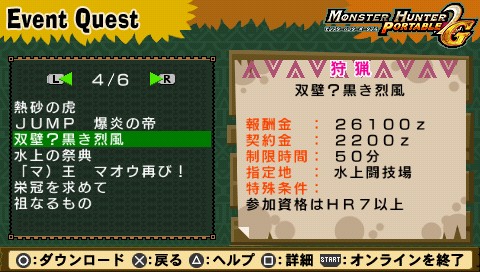 Event Quest
MONSTER HUNTER
PORTABLE 2nd G
L 4/6 R
熱砂の虎
JUMP 爆炎の帝
双壁?黒き烈風
水上の祭典
「マ)王 マオウ再び!
栄冠を求めて
祖なるもの
狩猟
双壁?黒き烈風
報酬金 : 26100z
契約金 : 2200z
制限時間: 50分
指定地 : 水上闘技場
特殊条件:
参加資格はHR7以上
○:ダウンロード ×:戻る △:ヘルプ □:詳細 START:オンラインを終了